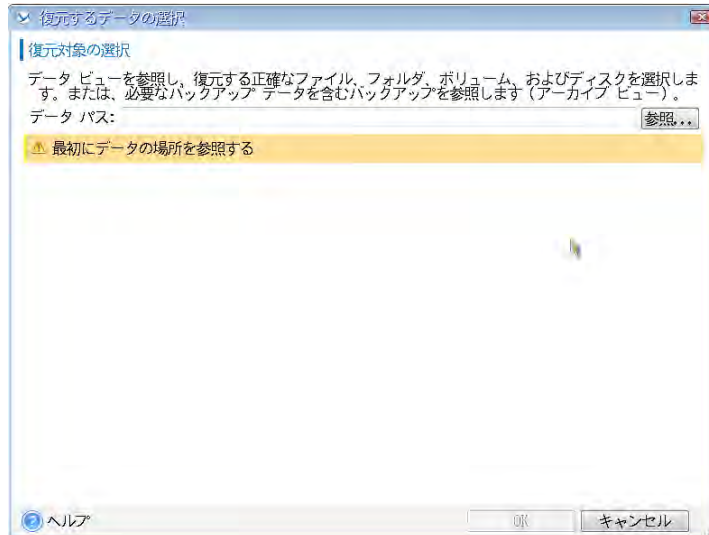 復元するデータの選択
復元対象の選択
データ ビューを参照し、復元する正確なファイル、フォルダ、ボリューム、およびディスクを選択しま
す。または、必要なバックアップ データを含むバックアップを参照します（アーカイブ ビュー）。
データ パス:
参照...
最初にデータの場所を参照する
ヘルプ
OK
キャンセル